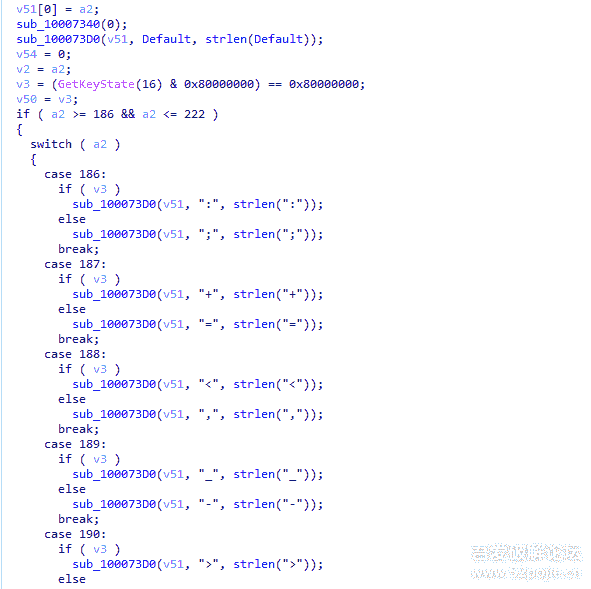 v51[0] = a2;
sub_10007340(0);
sub_100073D0(v51, Default, strlen(Default));
v54 = 0;
v2 = a2;
v3 = (GetKeyState(16) & 0x80000000) == 0x80000000;
v50 = v3;
if ( a2 >= 186 && a2 <= 222 )
{
  switch ( a2 )
  {
    case 186:
      if ( v3 )
        sub_100073D0(v51, ":", strlen(":"));
      else
        sub_100073D0(v51, ";", strlen(";"));
      break;
    case 187:
      if ( v3 )
        sub_100073D0(v51, "+", strlen("+"));
      else
        sub_100073D0(v51, "=", strlen("="));
      break;
    case 188:
      if ( v3 )
        sub_100073D0(v51, "<", strlen("<"));
      else
        sub_100073D0(v51, ",", strlen(","));
      break;
    case 189:
      if ( v3 )
        sub_100073D0(v51, "_", strlen("_"));
      else
        sub_100073D0(v51, "-", strlen("-"));
      break;
    case 190:
      if ( v3 )
        sub_100073D0(v51, ">", strlen(">"));
      else
吾爱破解论坛
www.52pojie.cn